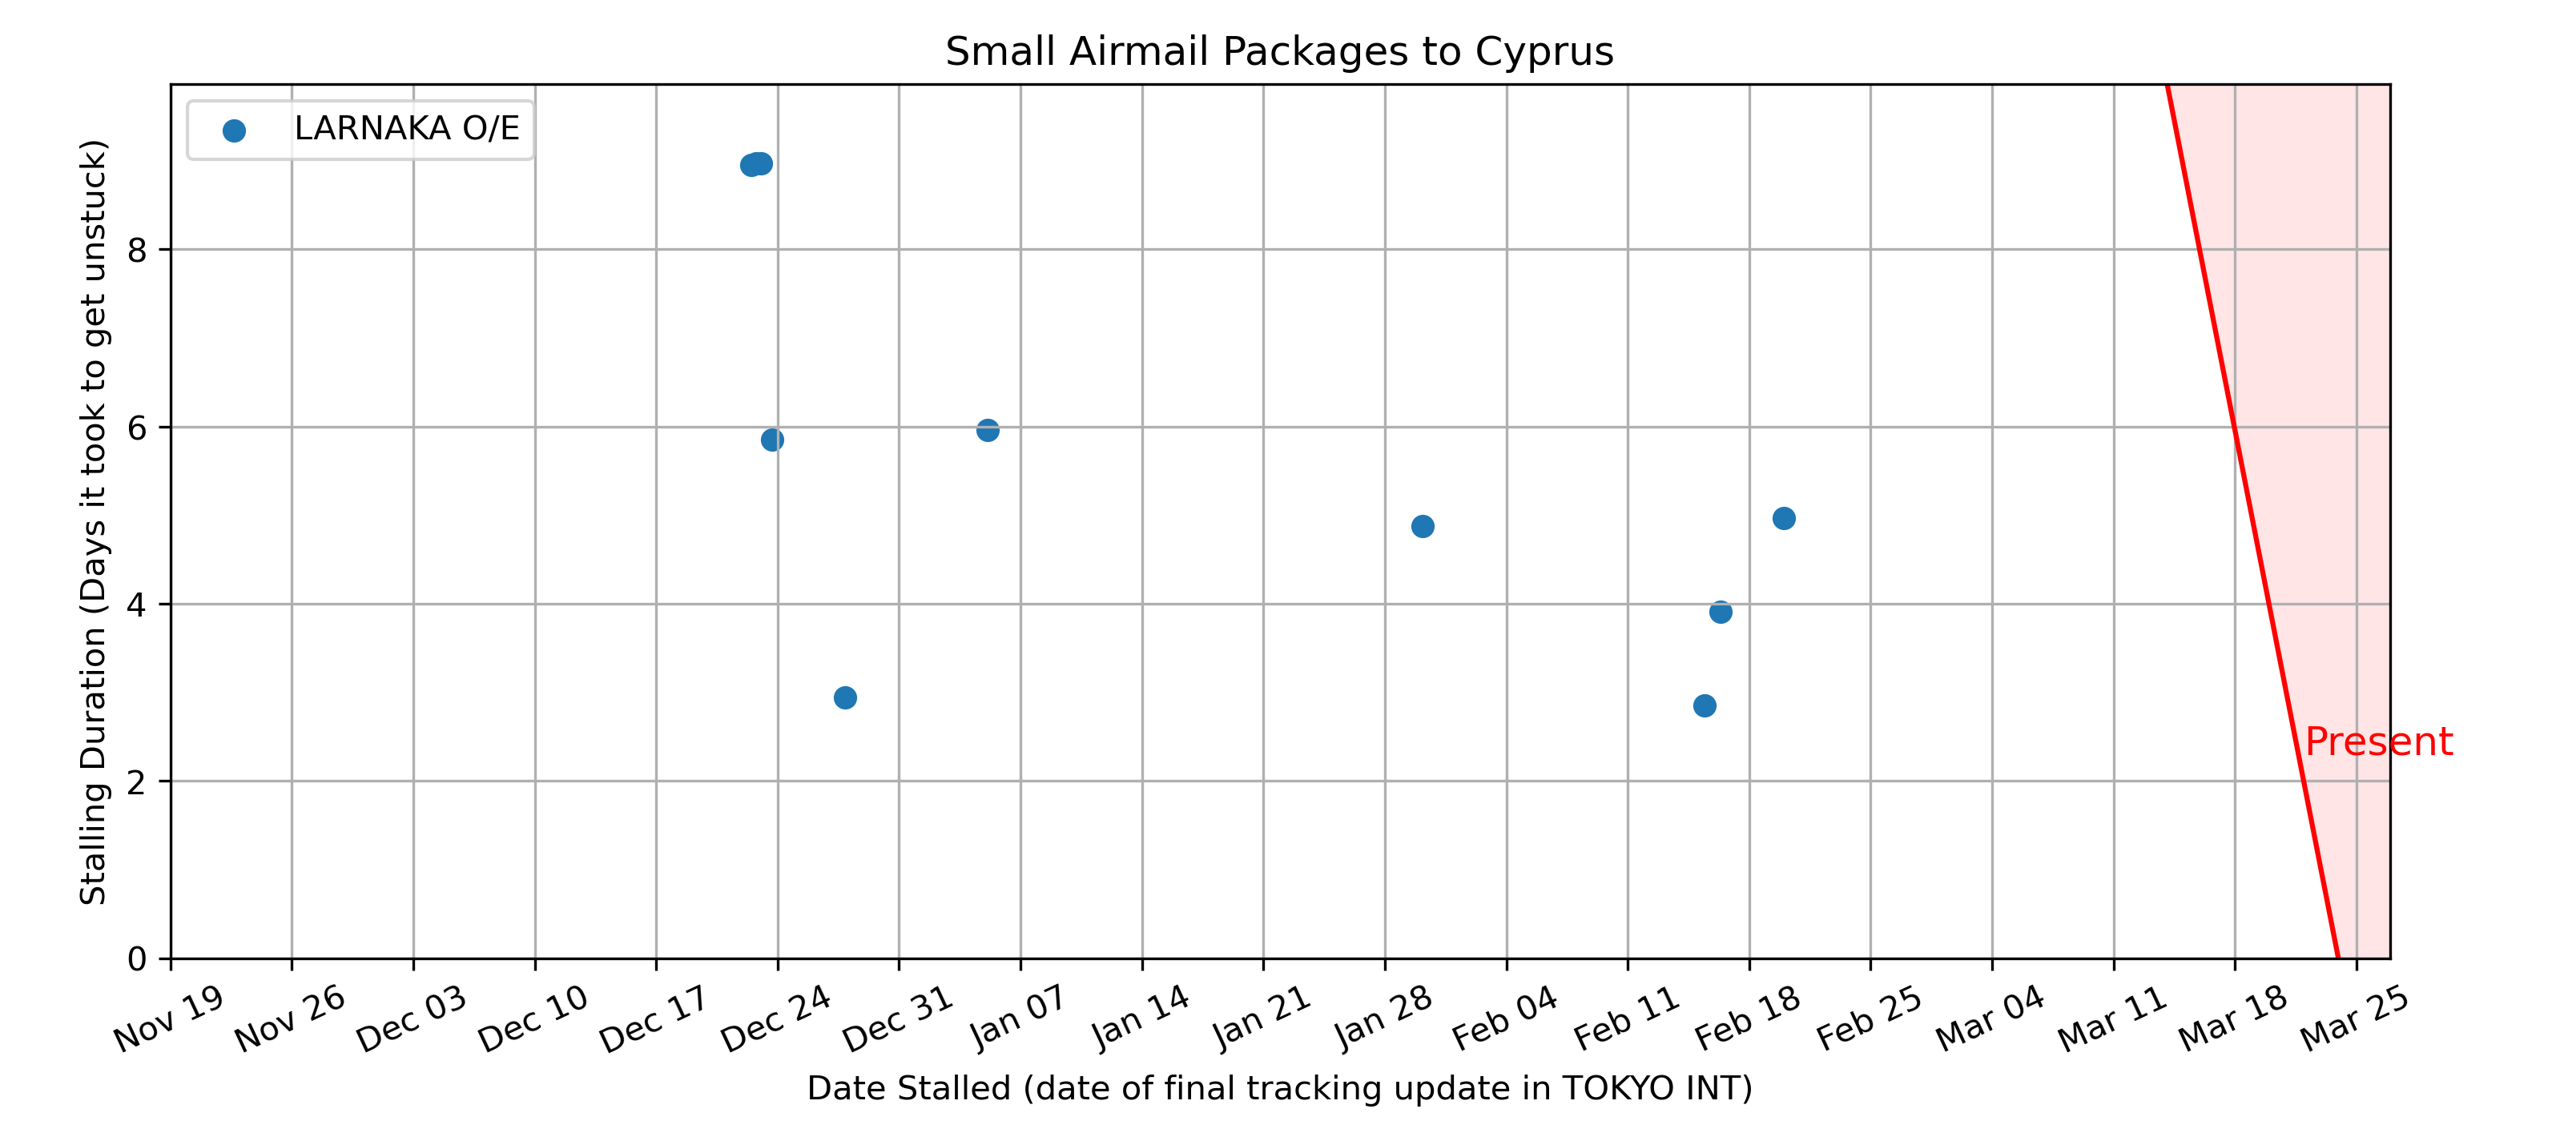 Small Airmail Packages to Cyprus
LARNAKA O/E
Stalling Duration (Days it took to get unstuck)
8
6
4
2
0
Present
Nov 19
Nov 26
Dec 03
Dec 10
Dec 17
Dec 24
Dec 31
Jan 07
Jan 14
Jan 21
Jan 28
Feb 04
Feb 11
Feb 18
Feb 25
Mar 04
Mar 11
Mar 18
Mar 25
Date Stalled (date of final tracking update in TOKYO INT)